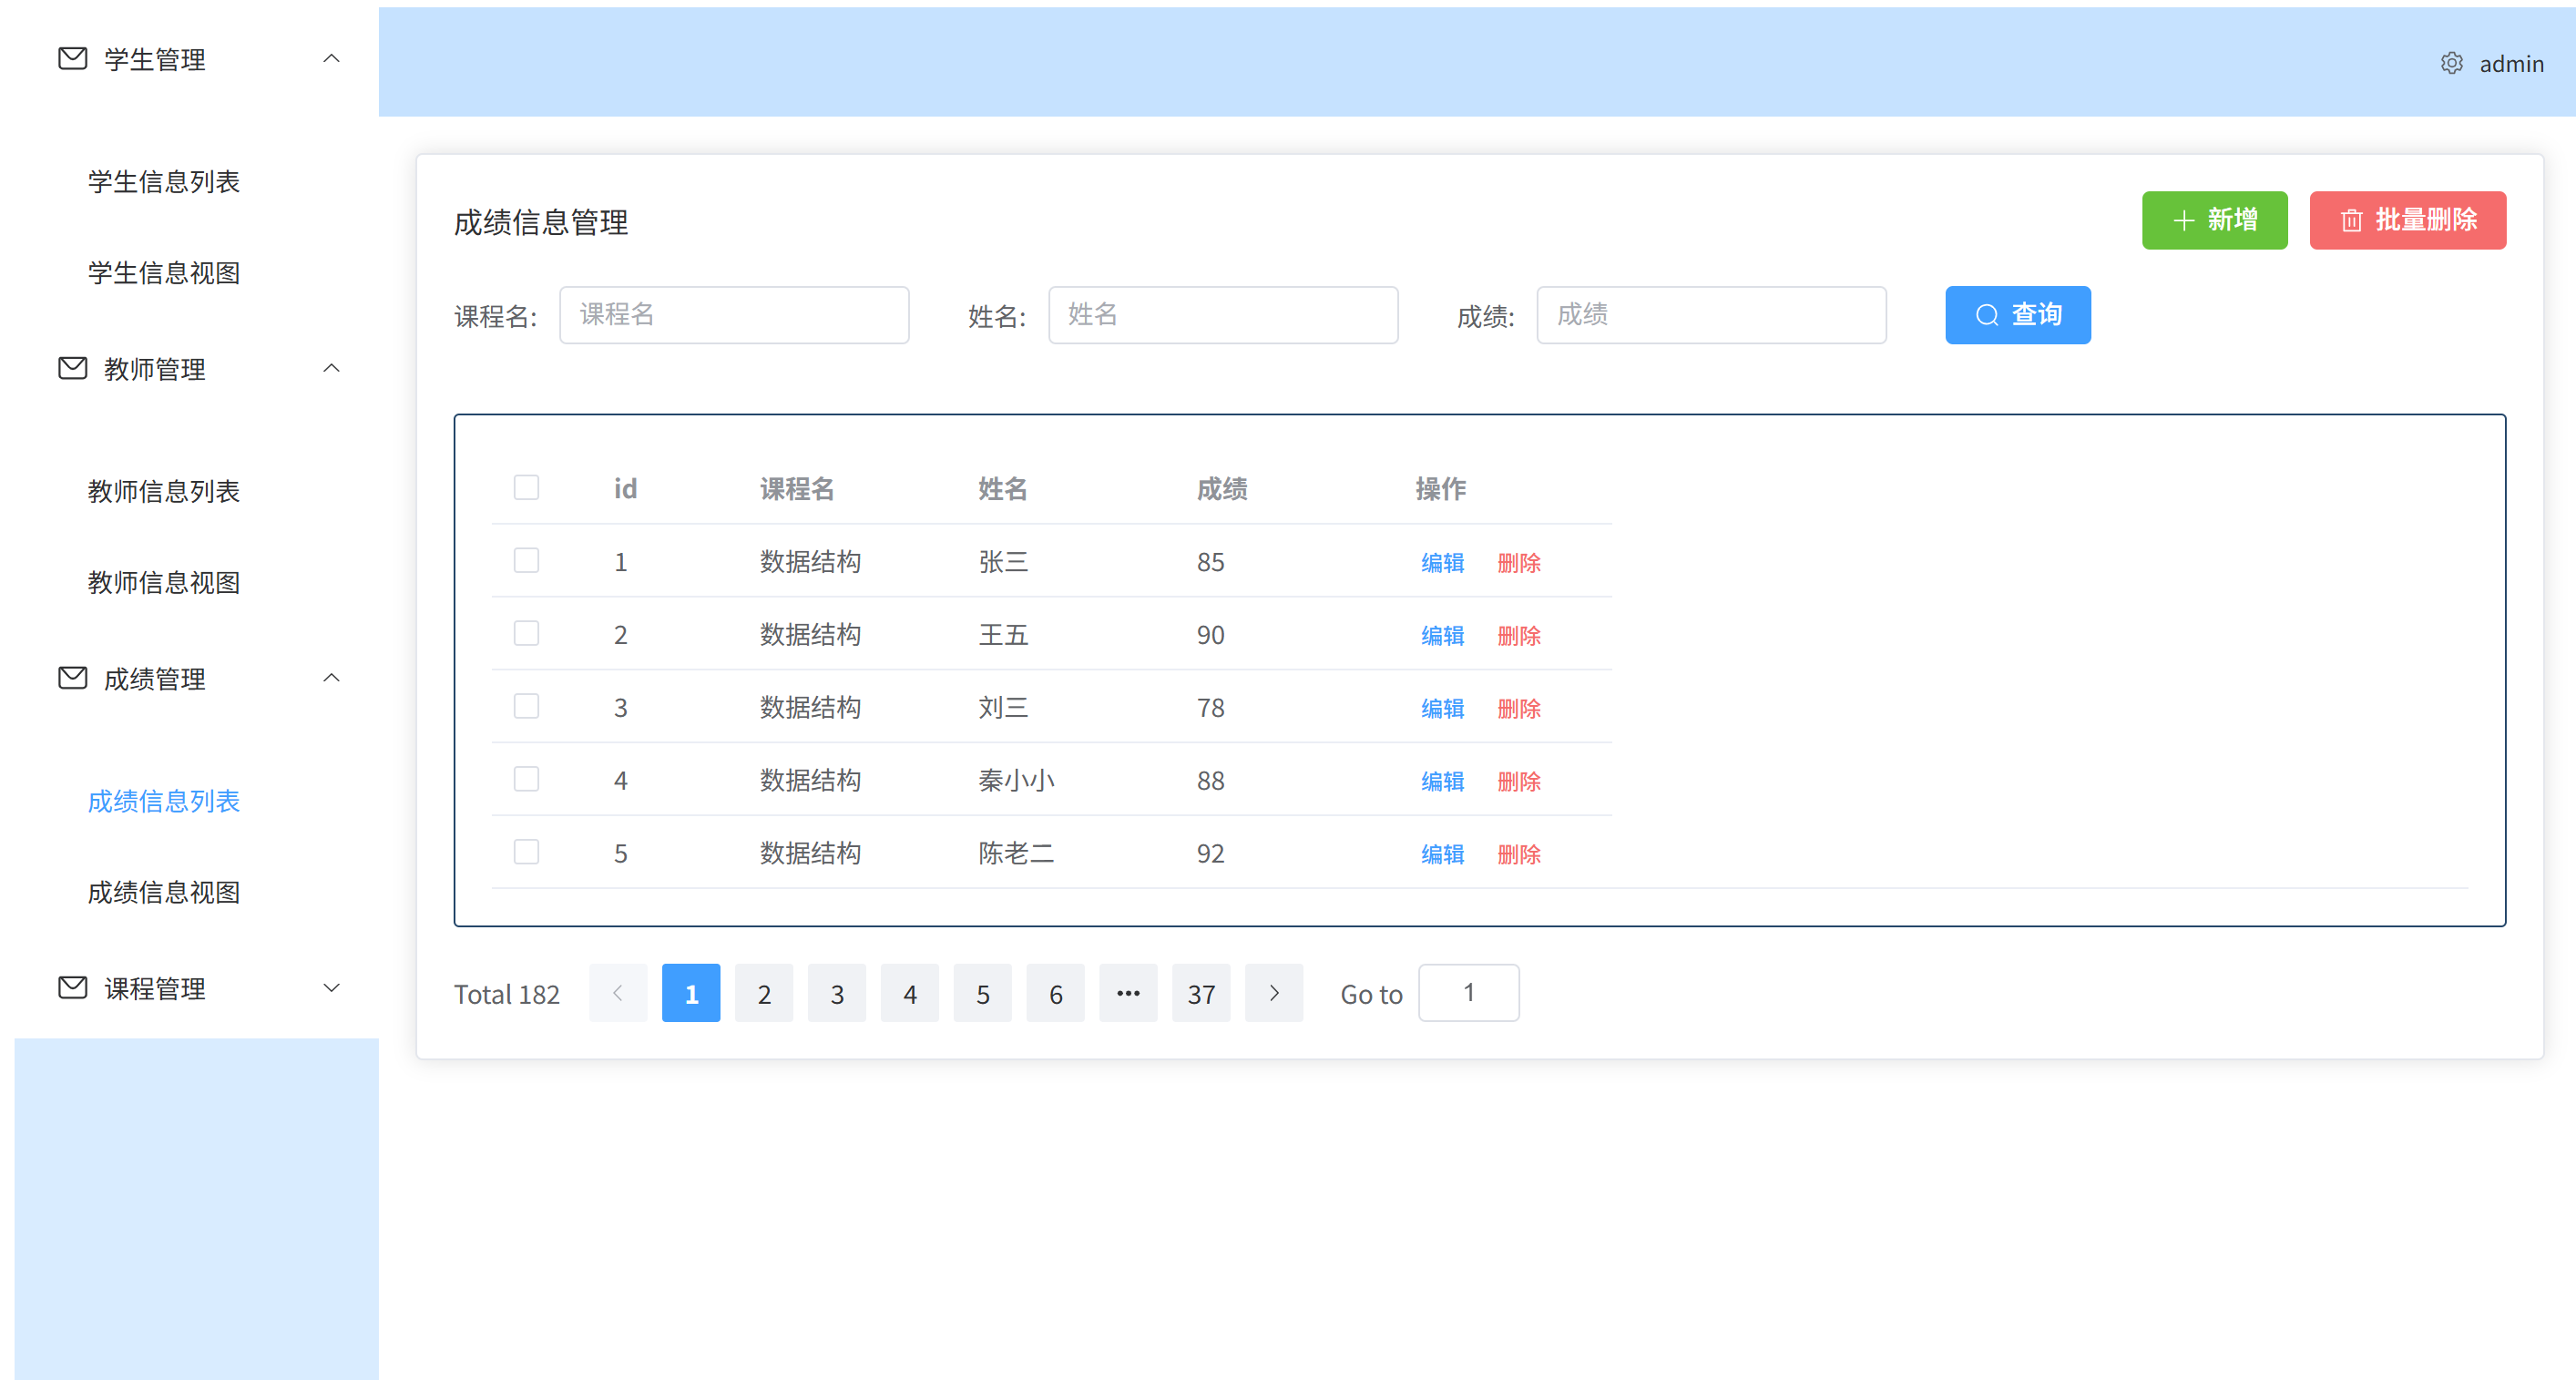 学生管理
学生信息列表
学生信息视图
教师管理
教师信息列表
教师信息视图
成绩管理
成绩信息列表
成绩信息视图
课程管理
admin
成绩信息管理
新增 批量删除
课程名: 课程名 姓名: 姓名 成绩: 成绩 查询
id 课程名 姓名 成绩 操作
1 数据结构 张三 85 编辑 删除
2 数据结构 王五 90 编辑 删除
3 数据结构 刘三 78 编辑 删除
4 数据结构 秦小小 88 编辑 删除
5 数据结构 陈老二 92 编辑 删除
Total 182 1 2 3 4 5 6 ••• 37 Go to 1